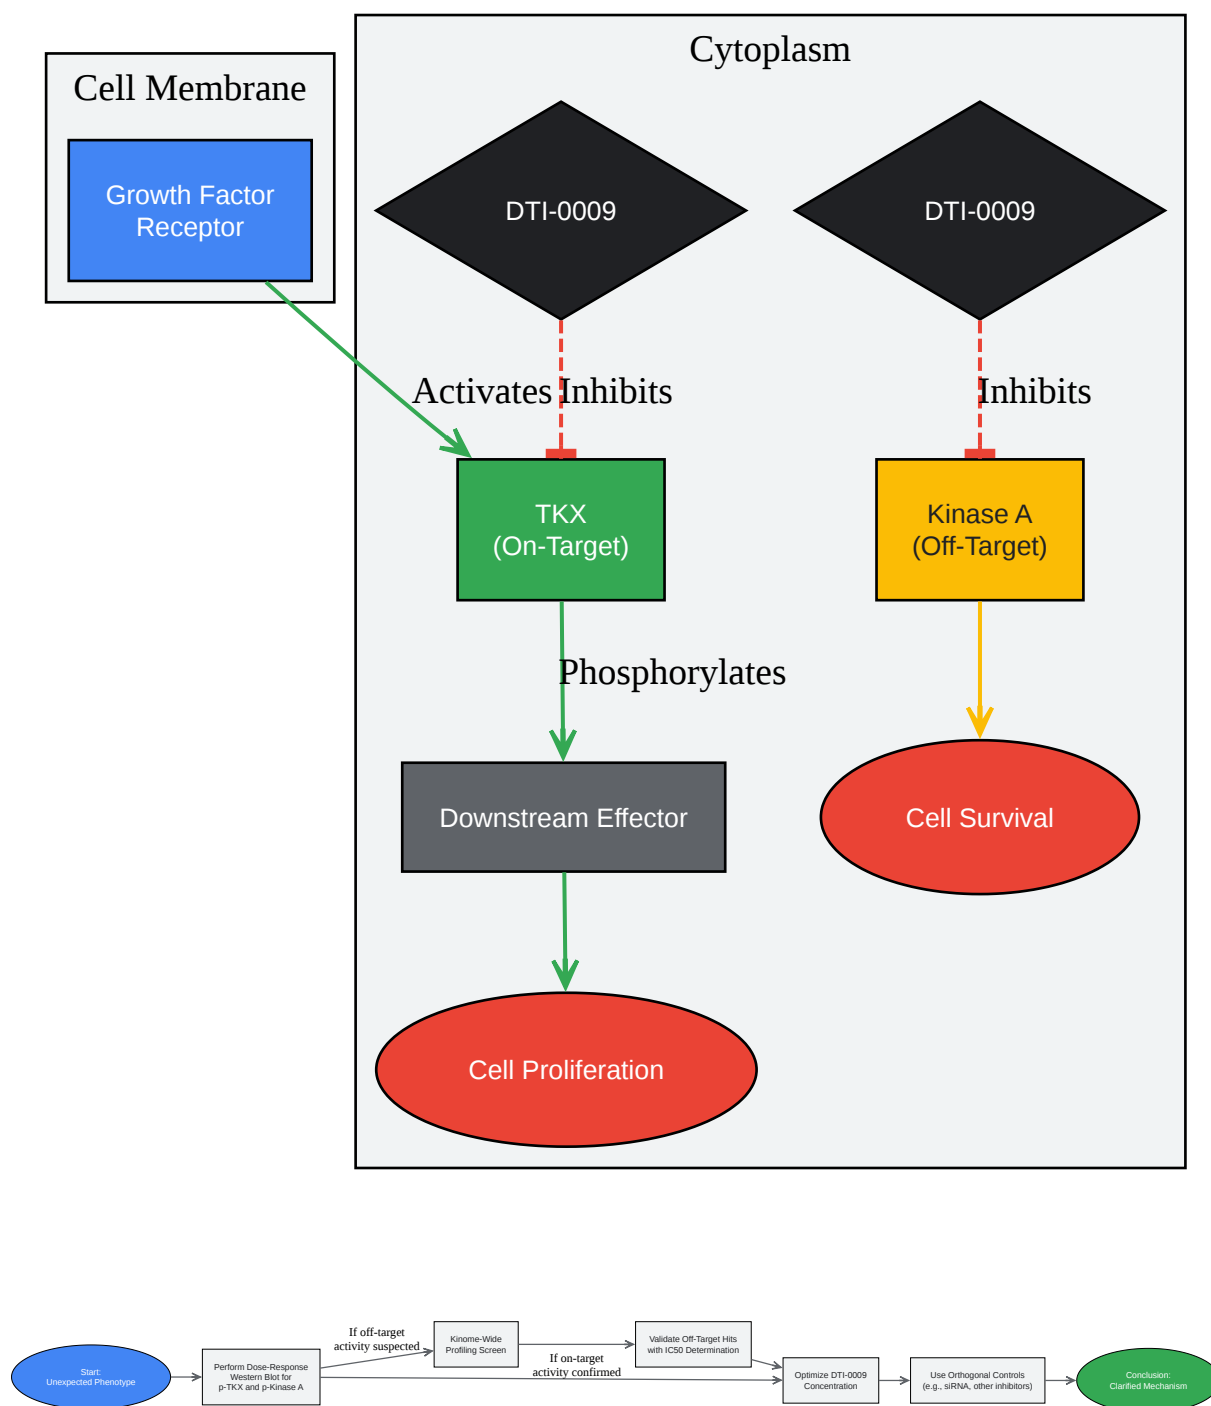 Cytoplasm
Cell Membrane
Growth Factor
Receptor
DTI-0009
DTI-0009
Activates
Inhibits
Inhibits
TKX
(On-Target)
Kinase A
(Off-Target)
Phosphorylates
Downstream Effector
Cell Survival
Cell Proliferation
Start:
Unexpected Phenotype
Perform Dose-Response
Western Blot for
p-TKX and p-Kinase A
If off-target
activity suspected
Kinome-Wide
Profiling Screen
If on-target
activity confirmed
Validate Off-Target Hits
with IC50 Determination
Optimize DTI-0009
Concentration
Use Orthogonal Controls
(e.g., siRNA, other inhibitors)
Conclusion:
Clarified Mechanism